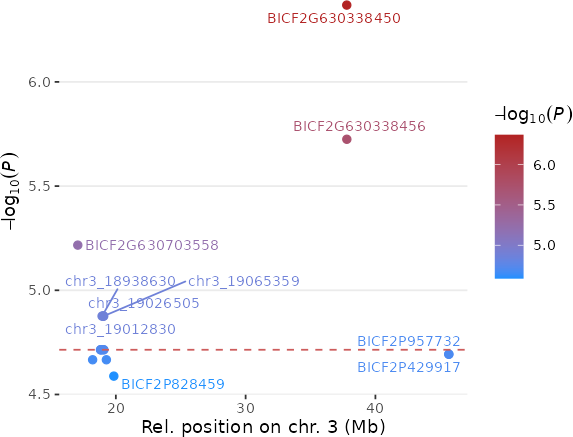 BICF2G630338450
6.0
BICF2G630338456
5.5
BICF2G630703558
chr3_18938630
chr3_19065359
5.0
chr3_19026505
chr3_19012830
BICF2P957732
BICF2P429917
BICF2P828459
4.5
20
30
40
Rel. position on chr. 3 (Mb)
−log10(P)
−log10(P)
6.0
5.5
5.0